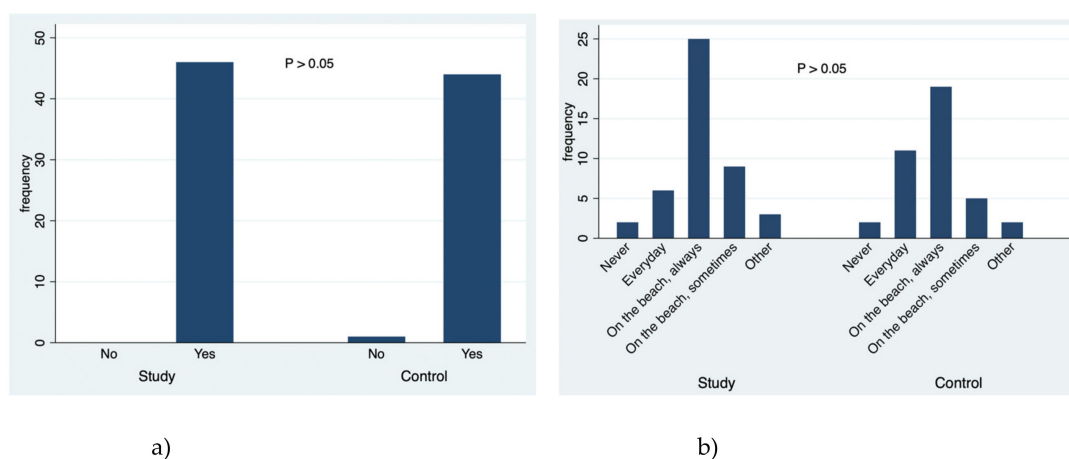 50
40
30
20
10
0
frequency
P > 0.05
No
Yes
No
Yes
Study
Control
a)
25
20
15
10
5
0
frequency
P > 0.05
Never
Everyday
On the beach, always
On the beach, sometimes
Other
Never
Everyday
On the beach, always
On the beach, sometimes
Other
Study
Control
b)